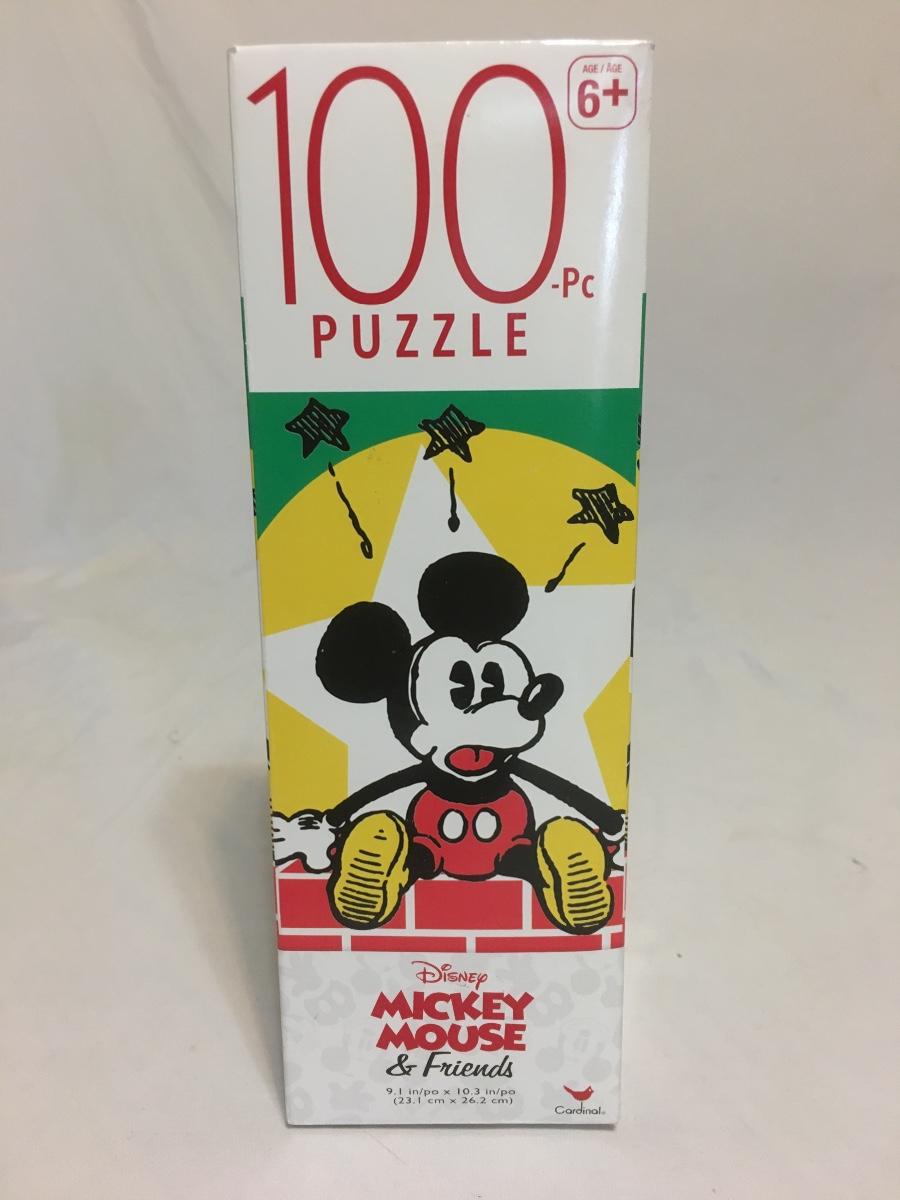 100-Pc
AGE / ÂGE
6+
PUZZLE
Disney
MICKEY
MOUSE
& Friends
9.1 in/po x 10.3 in/po
(23.1 cm x 26.2 cm)
Cardinal®